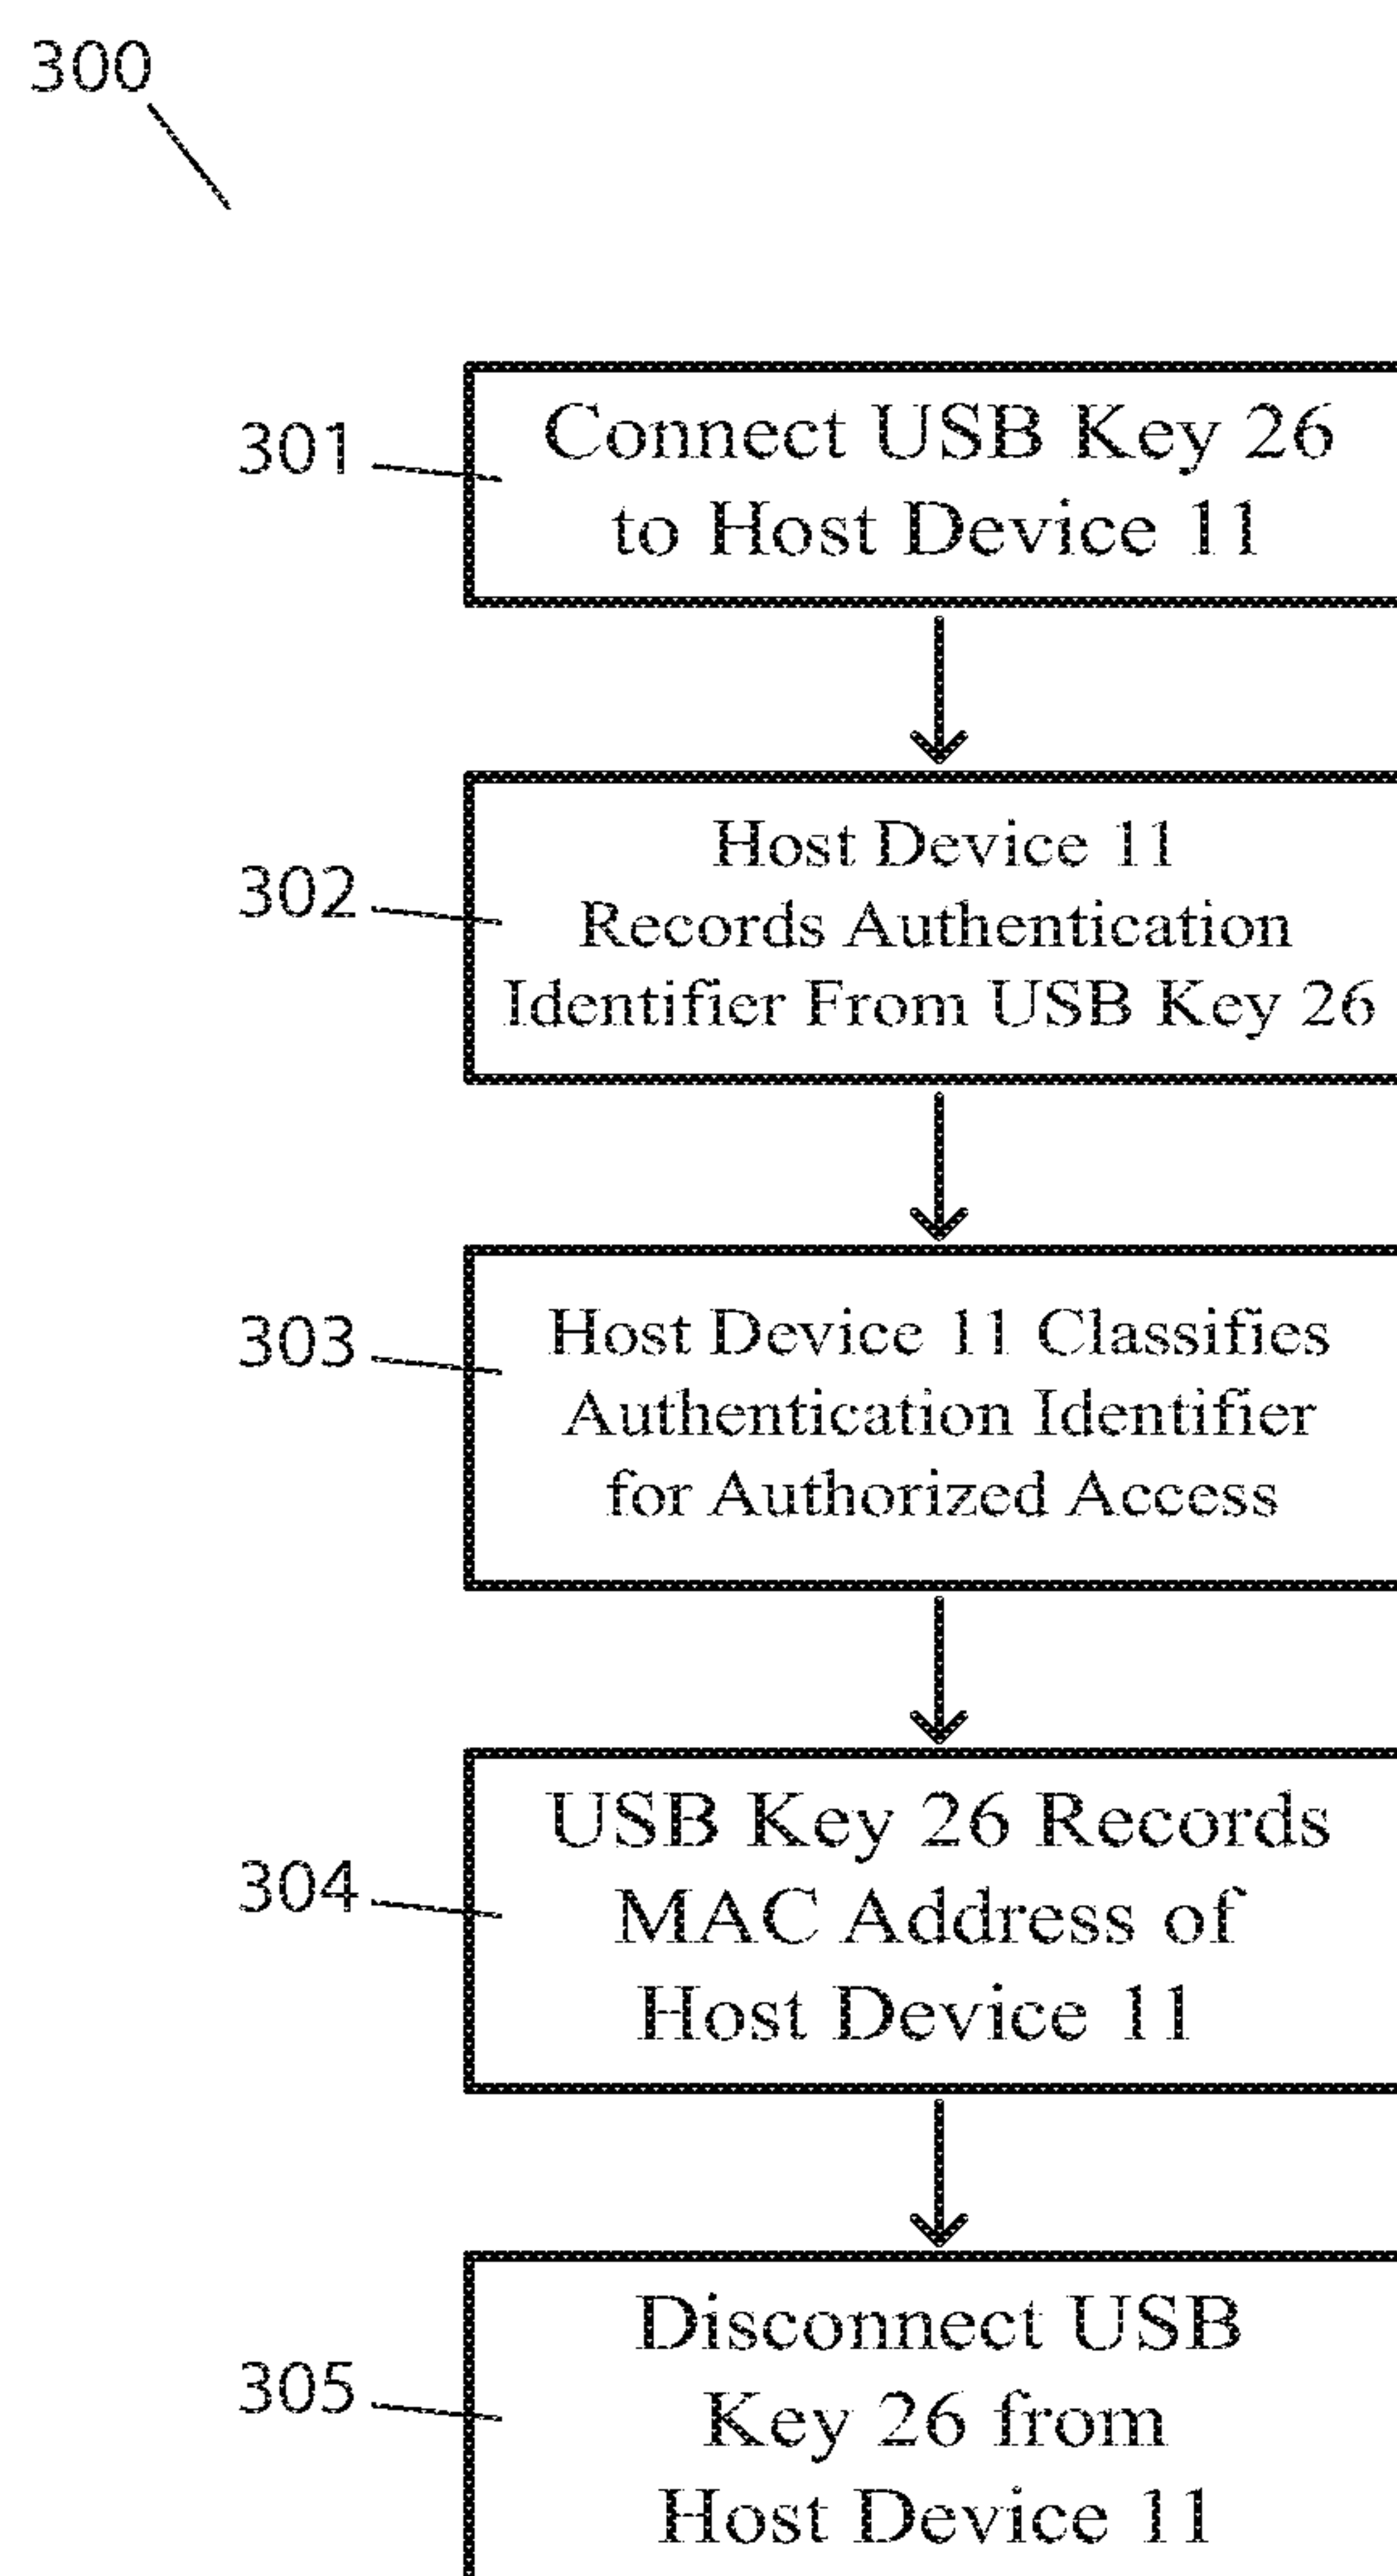 300
301
Connect USB Key 26
to Host Device 11
302
Host Device 11
Records Authentication
Identifier From USB Key 26
303
Host Device 11 Classifies
Authentication Identifier
for Authorized Access
304
USB Key 26 Records
MAC Address of
Host Device 11
305
Disconnect USB
Key 26 from
Host Device 11